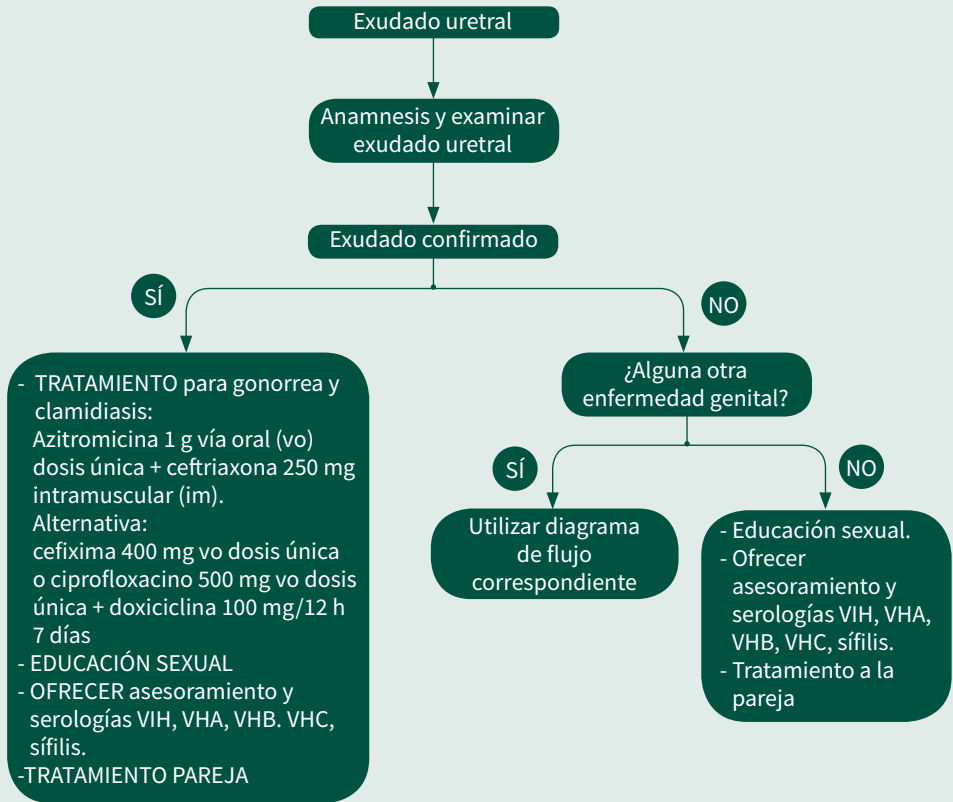 Exudado uretral
Anamnesis y examinar
exudado uretral
Exudado confirmado
SÍ
NO
- TRATAMIENTO para gonorrea y
clamidiasis:
Azitromicina 1 g vía oral (vo)
dosis única + ceftriaxona 250 mg
intramuscular (im).
Alternativa:
cefixima 400 mg vo dosis única
o ciprofloxacino 500 mg vo dosis
única + doxiciclina 100 mg/12 h
7 días
- EDUCACIÓN SEXUAL
- OFRECER asesoramiento y
serologías VIH, VHA, VHB. VHC,
sífilis.
-TRATAMIENTO PAREJA
¿Alguna otra
enfermedad genital?
SÍ
NO
Utilizar diagrama
de flujo
correspondiente
- Educación sexual.
- Ofrecer
asesoramiento y
serologías VIH, VHA,
VHB, VHC, sífilis.
- Tratamiento a la
pareja